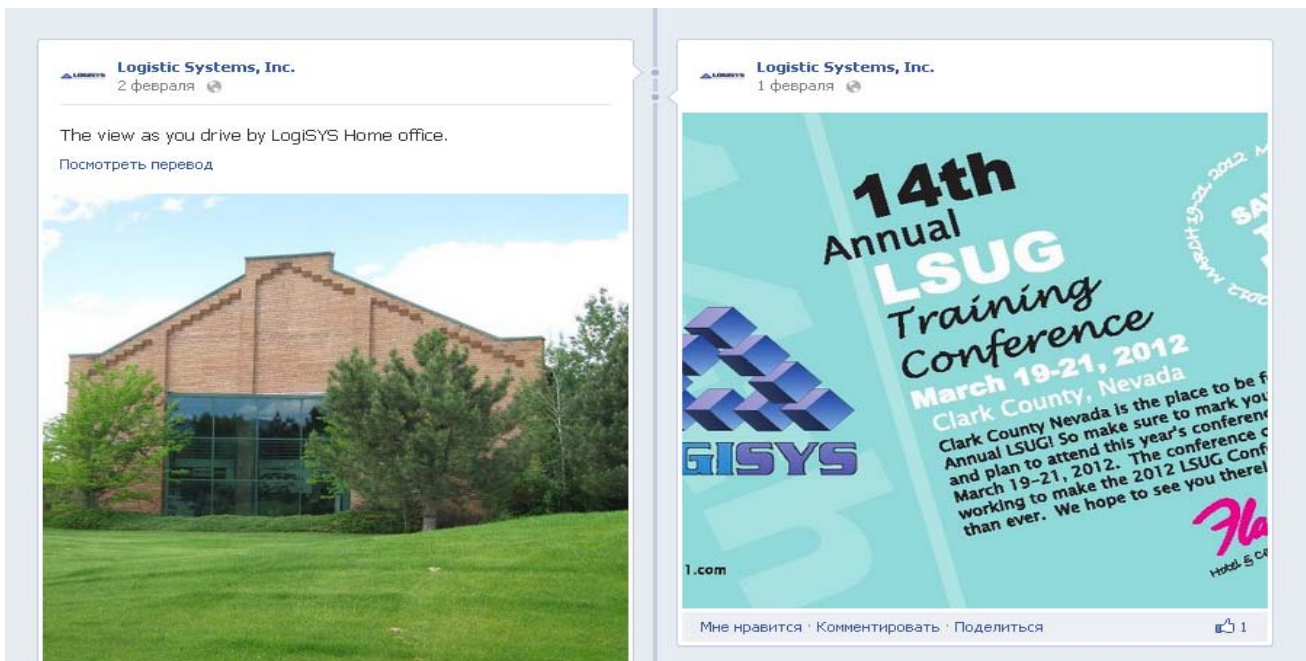 Logistic Systems, Inc.
2 февраля
The view as you drive by LogiSYS Home office.
Посмотреть перевод
Logistic Systems, Inc.
1 февраля
14th
Annual
LSUG
Training
Conference
March 19-21, 2012
Clark County, Nevada
Clark County Nevada is the place to be
Annual LSUG! So make sure to mark
and plan to attend this year's
March 19-21, 2012. The conference
working to make the 2012 LSUG
than ever. We hope to see you
MARCH 19-21, 2012
GISYS
1.com
Мне нравится · Комментировать · Поделиться
1